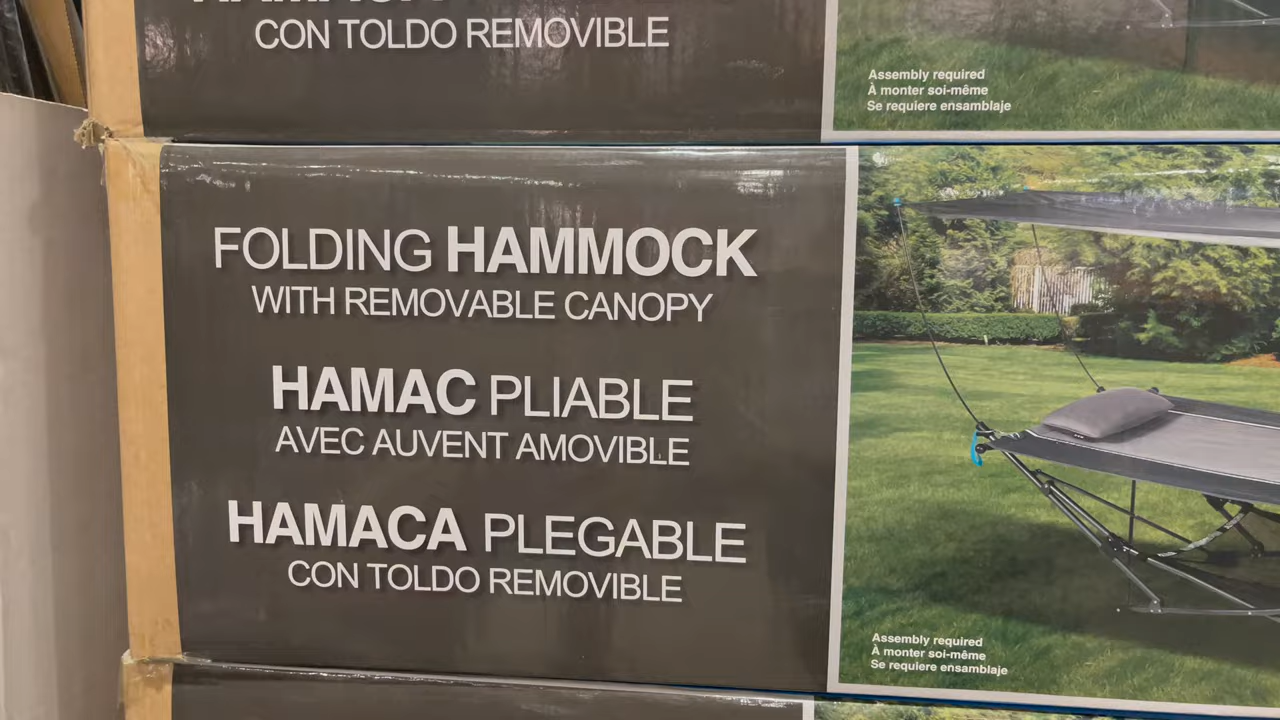 CON TOLDO REMOVIBLE
Assembly required
À monter soi-même
Se requiere ensamblaje
FOLDING HAMMOCK
WITH REMOVABLE CANOPY
HAMAC PLIABLE
AVEC AUVENT AMOVIBLE
HAMACA PLEGABLE
CON TOLDO REMOVIBLE
Assembly required
À monter soi-même
Se requiere ensamblaje